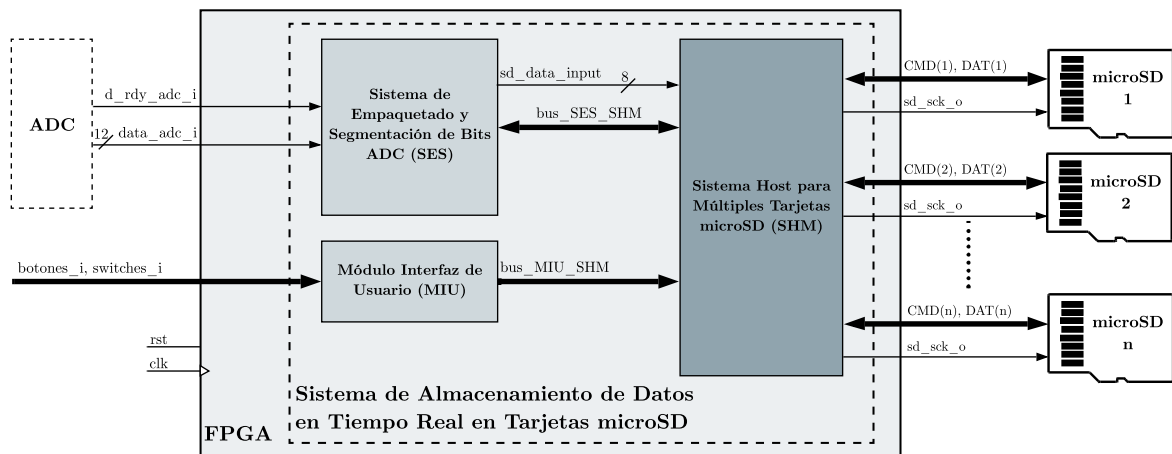 ADC
d_rdy_adc_i
12
data_adc_i
Sistema de
Empaquetado y
Segmentación de Bits
ADC (SES)
sd_data_input
8
bus_SES_SHM
Sistema Host para
Múltiples Tarjetas
microSD (SHM)
botones_i, switches_i
Módulo Interfaz de
Usuario (MIU)
bus_MIU_SHM
rst
clk
CMD(1), DAT(1)
sd_sck_o
microSD
1
CMD(2), DAT(2)
sd_sck_o
microSD
2
CMD(n), DAT(n)
sd_sck_o
microSD
n
Sistema de Almacenamiento de Datos
en Tiempo Real en Tarjetas microSD
FPGA